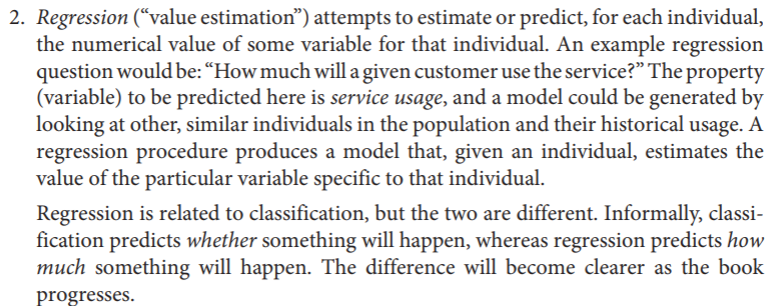 2. Regression (“value estimation”) attempts to estimate or predict, for each individual,
the numerical value of some variable for that individual. An example regression
question would be: “How much will a given customer use the service?” The property
(variable) to be predicted here is service usage, and a model could be generated by
looking at other, similar individuals in the population and their historical usage. A
regression procedure produces a model that, given an individual, estimates the
value of the particular variable specific to that individual.
Regression is related to classification, but the two are different. Informally, classi-
fication predicts whether something will happen, whereas regression predicts how
much something will happen. The difference will become clearer as the book
progresses.